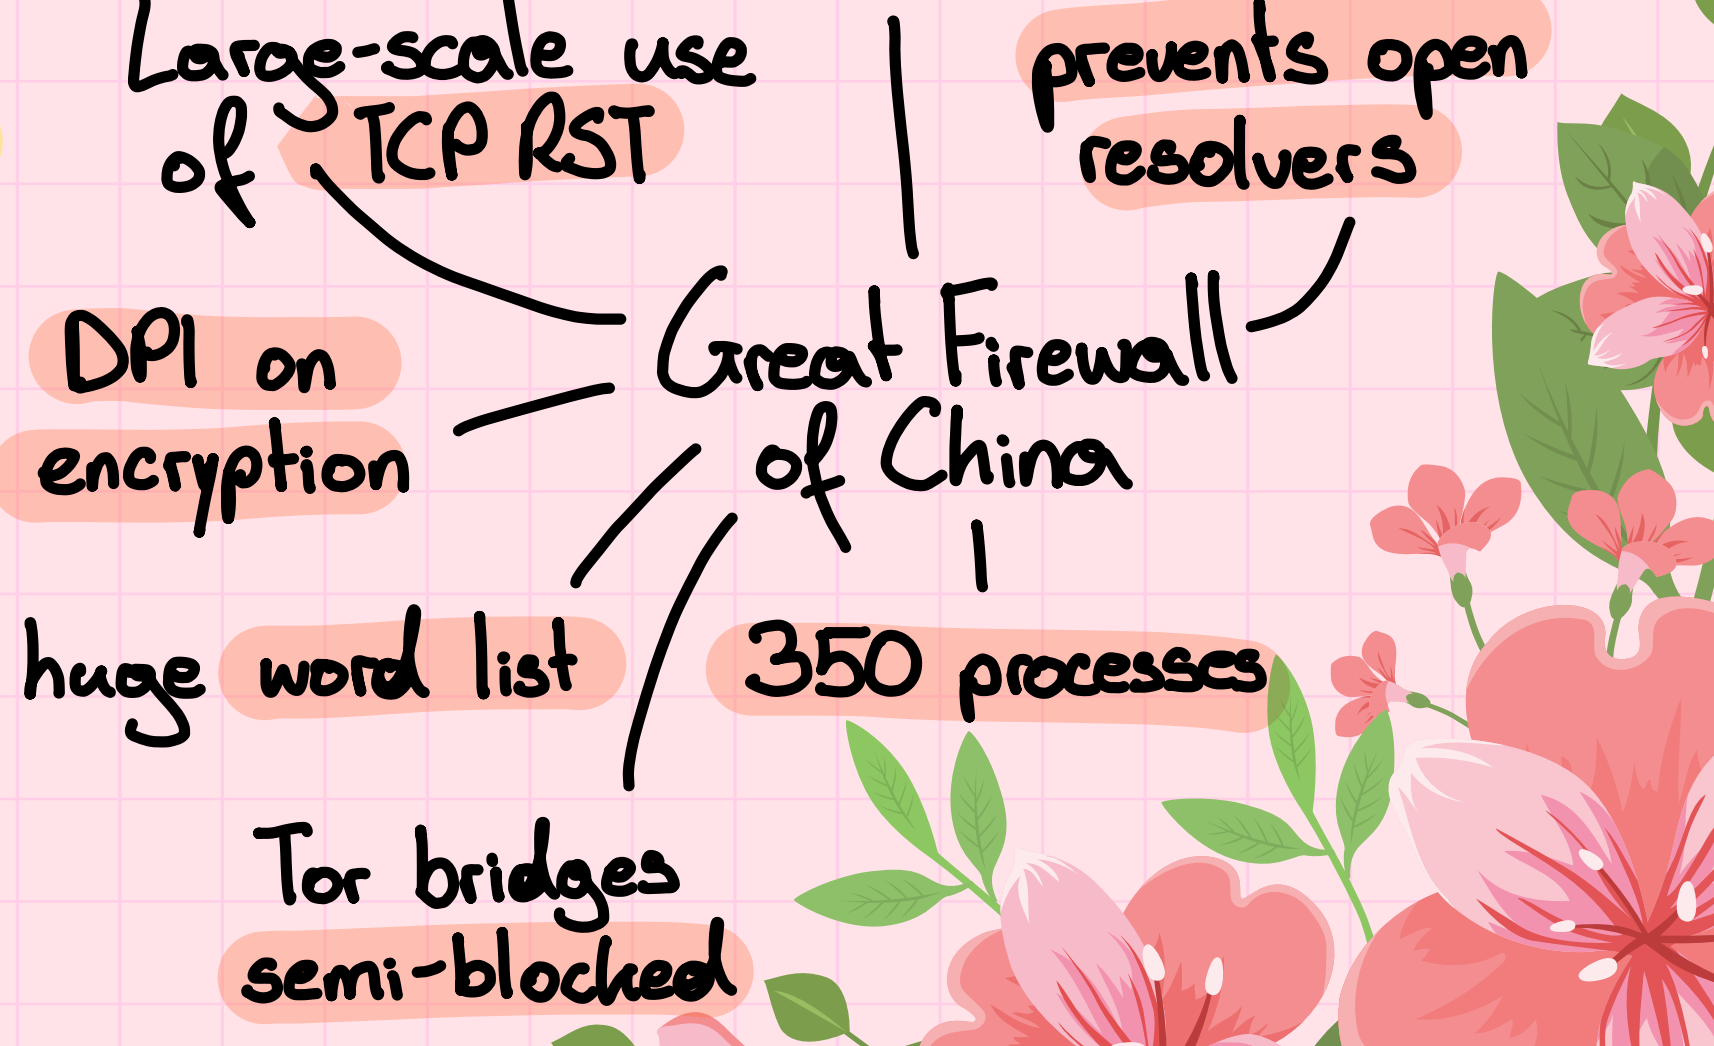 Large-scale use
of TCP RST
prevents open
resolvers
Great Firewall
of China
DPI on
encryption
huge word list
350 processes
Tor bridges
semi-blocked